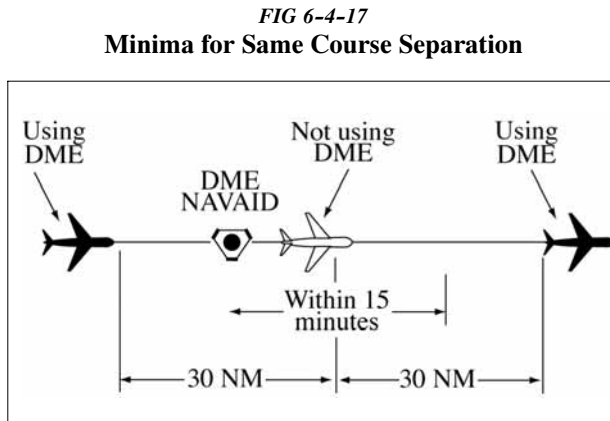 FIG 6-4-17
Minima for Same Course Separation
Using
DME
Not using
DME
Using
DME
DME
NAVAID
Within 15
minutes
30 NM
30 NM